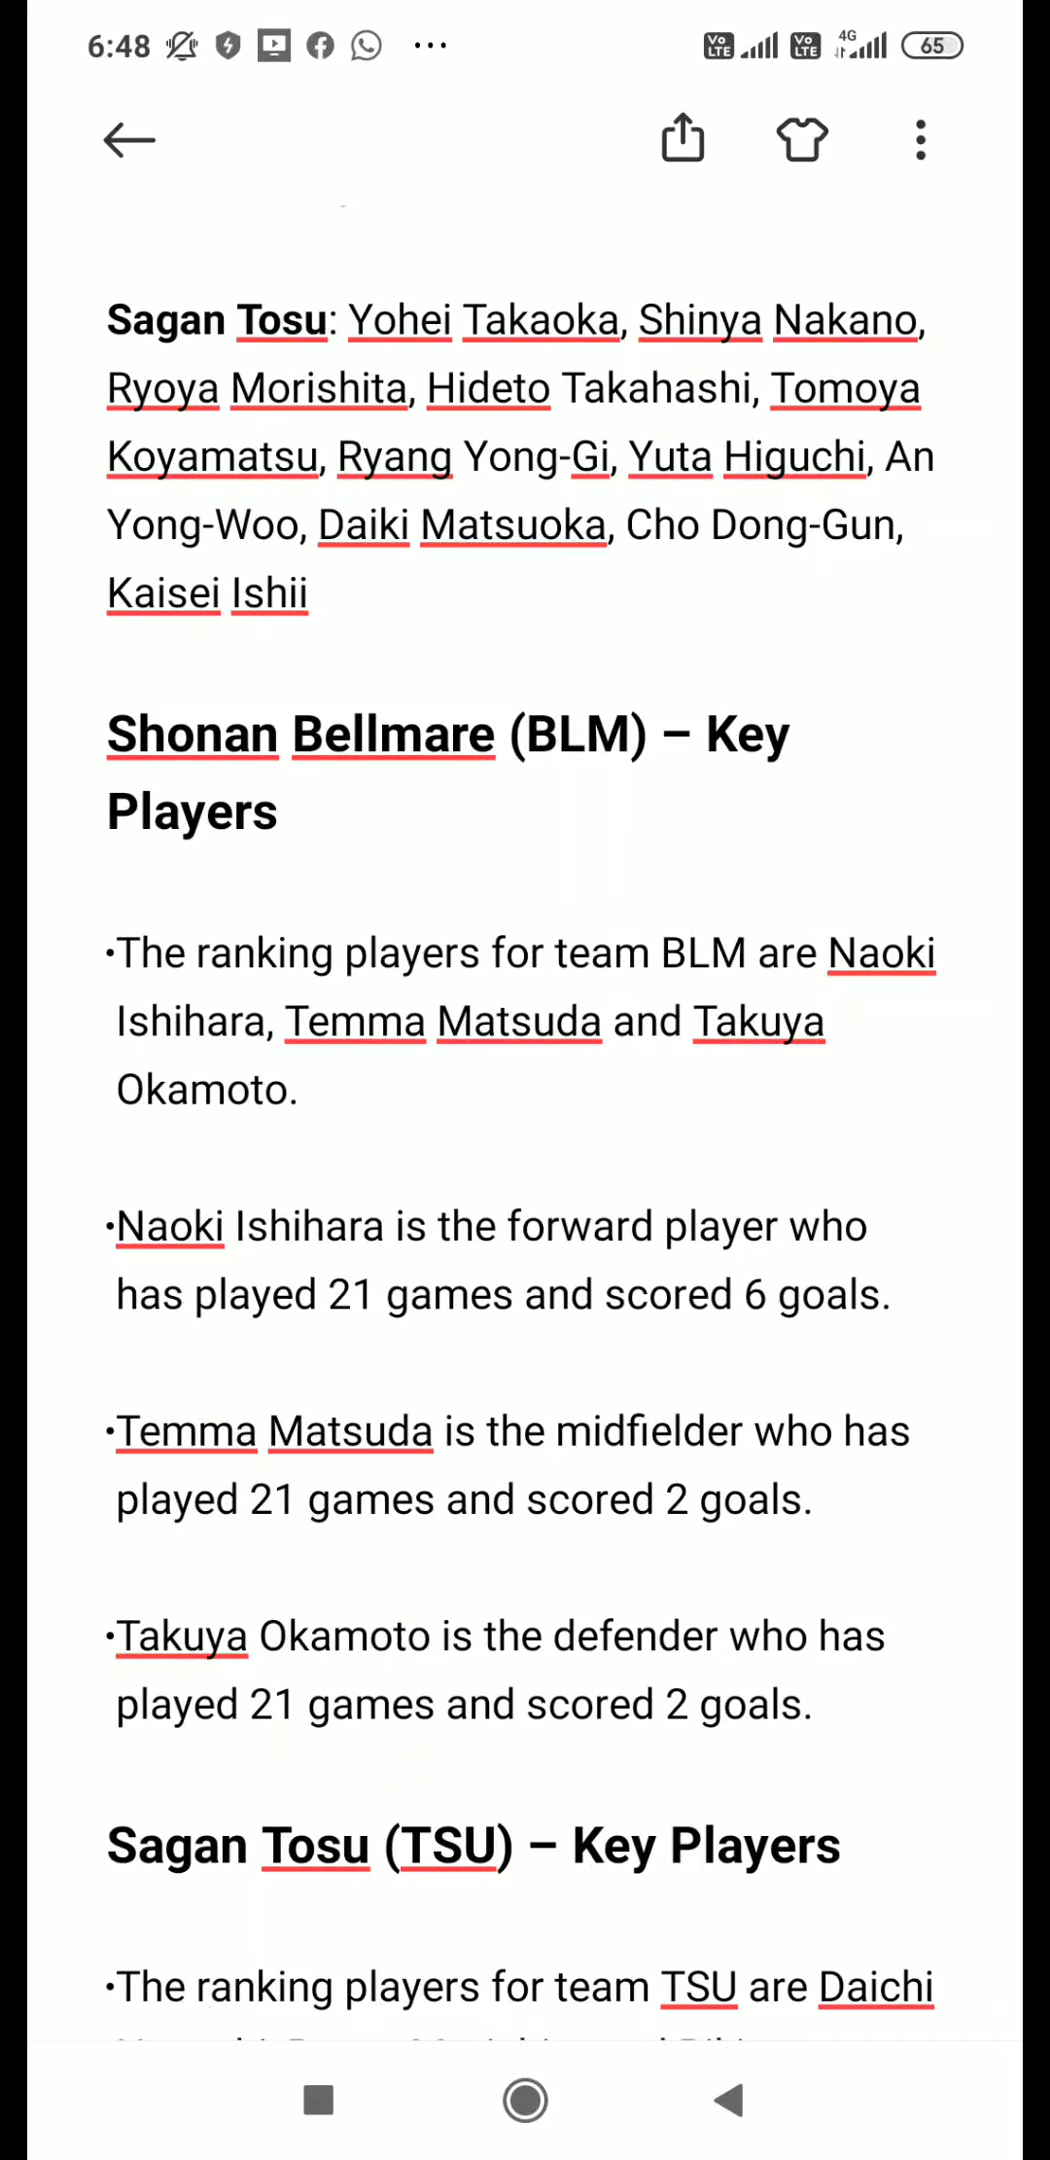 6:48
Vo LTE Vo LTE 4G 65
Sagan Tosu: Yohei Takaoka, Shinya Nakano,
Ryoya Morishita, Hideto Takahashi, Tomoya
Koyamatsu, Ryang Yong-Gi, Yuta Higuchi, An
Yong-Woo, Daiki Matsuoka, Cho Dong-Gun,
Kaisei Ishii
Shonan Bellmare (BLM) – Key
Players
•The ranking players for team BLM are Naoki
Ishihara, Temma Matsuda and Takuya
Okamoto.
•Naoki Ishihara is the forward player who
has played 21 games and scored 6 goals.
•Temma Matsuda is the midfielder who has
played 21 games and scored 2 goals.
•Takuya Okamoto is the defender who has
played 21 games and scored 2 goals.
Sagan Tosu (TSU) – Key Players
•The ranking players for team TSU are Daichi